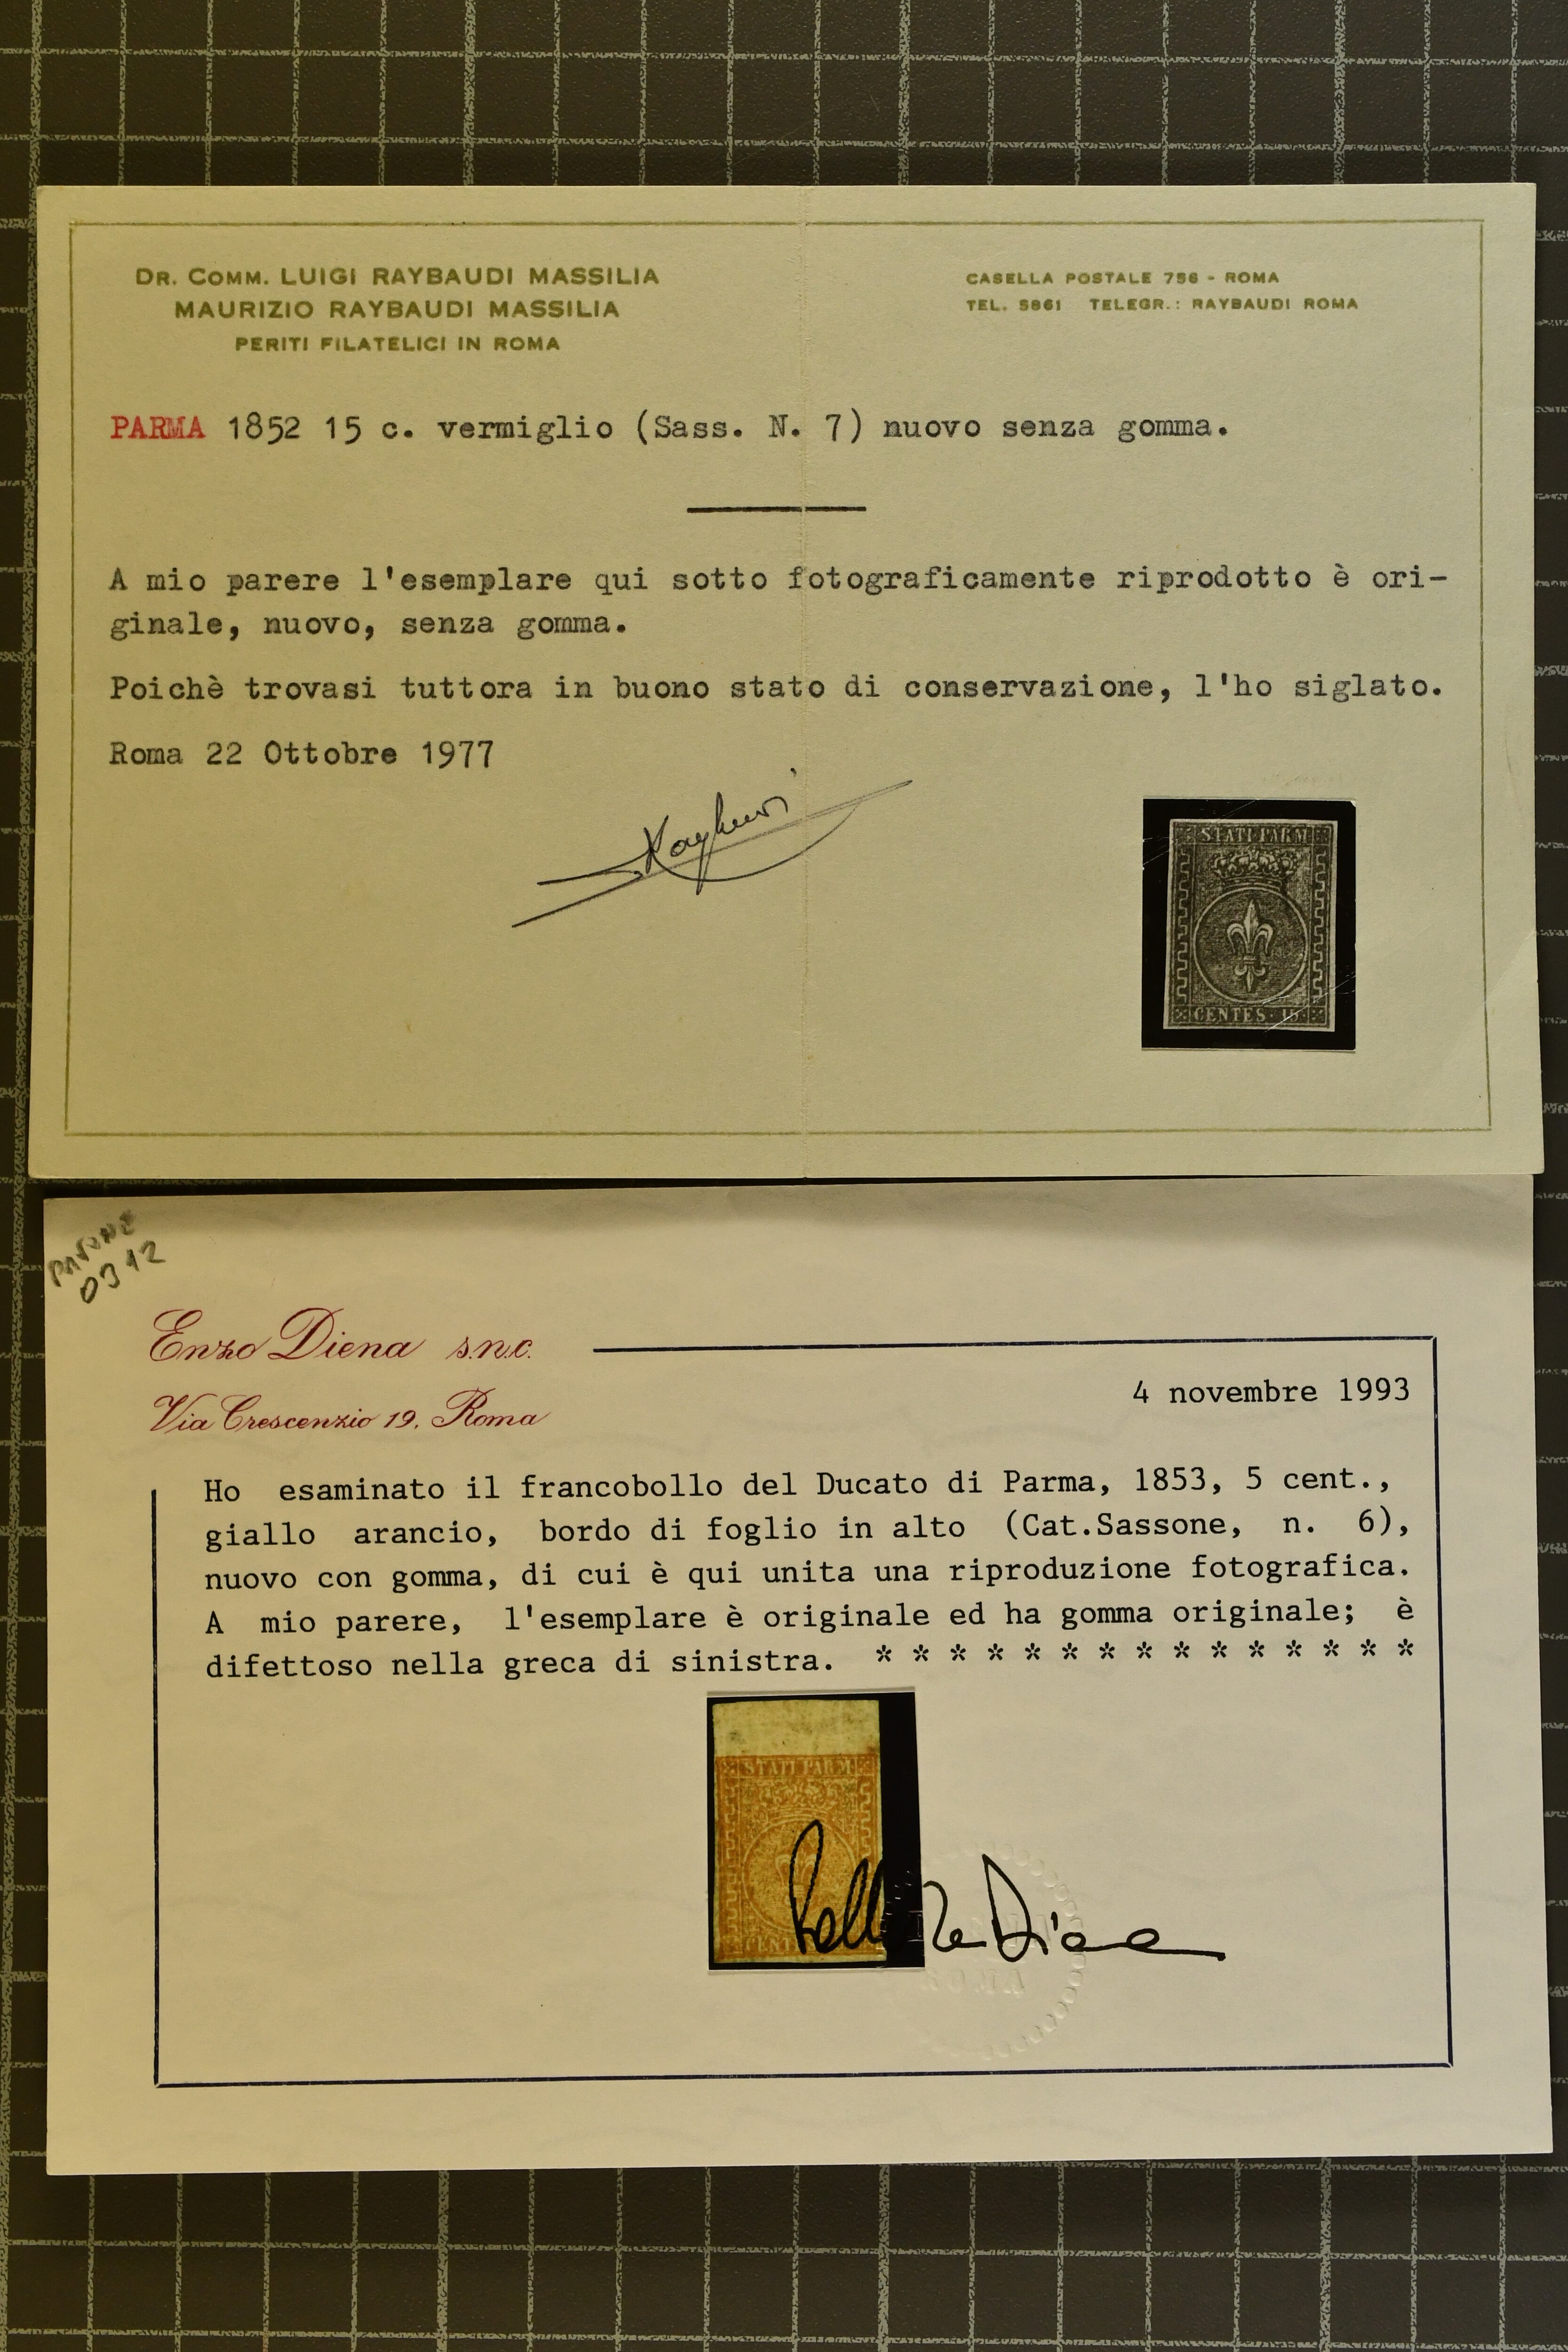 DR. COMM. LUIGI RAYBAUDI MASSILIA
MAURIZIO RAYBAUDI MASSILIA
PERITI FILATELICI IN ROMA
CASELLA POSTALE 756 - ROMA
TEL. 5861 TELEGR.: RAYBAUDI ROMA
PARMA 1852 15 c. vermiglio (Sass. N. 7) nuovo senza gomma.
A mio parere l'esemplare qui sotto fotograficamente riprodotto è ori-
ginale, nuovo, senza gomma.
Poichè trovasi tuttora in buono stato di conservazione, l'ho siglato.
Roma 22 Ottobre 1977
STATI PARM
CENTES. 15
0312
Enzo Diena s.n.c.
Via Crescenzio 19. Roma
4 novembre 1993
Ho esaminato il francobollo del Ducato di Parma, 1853, 5 cent.,
giallo arancio, bordo di foglio in alto (Cat.Sassone, n. 6),
nuovo con gomma, di cui è qui unita una riproduzione fotografica.
A mio parere, l'esemplare è originale ed ha gomma originale; è
difettoso nella greca di sinistra. * * * * * * * * * * * * * * *
STATI PARM
Diena